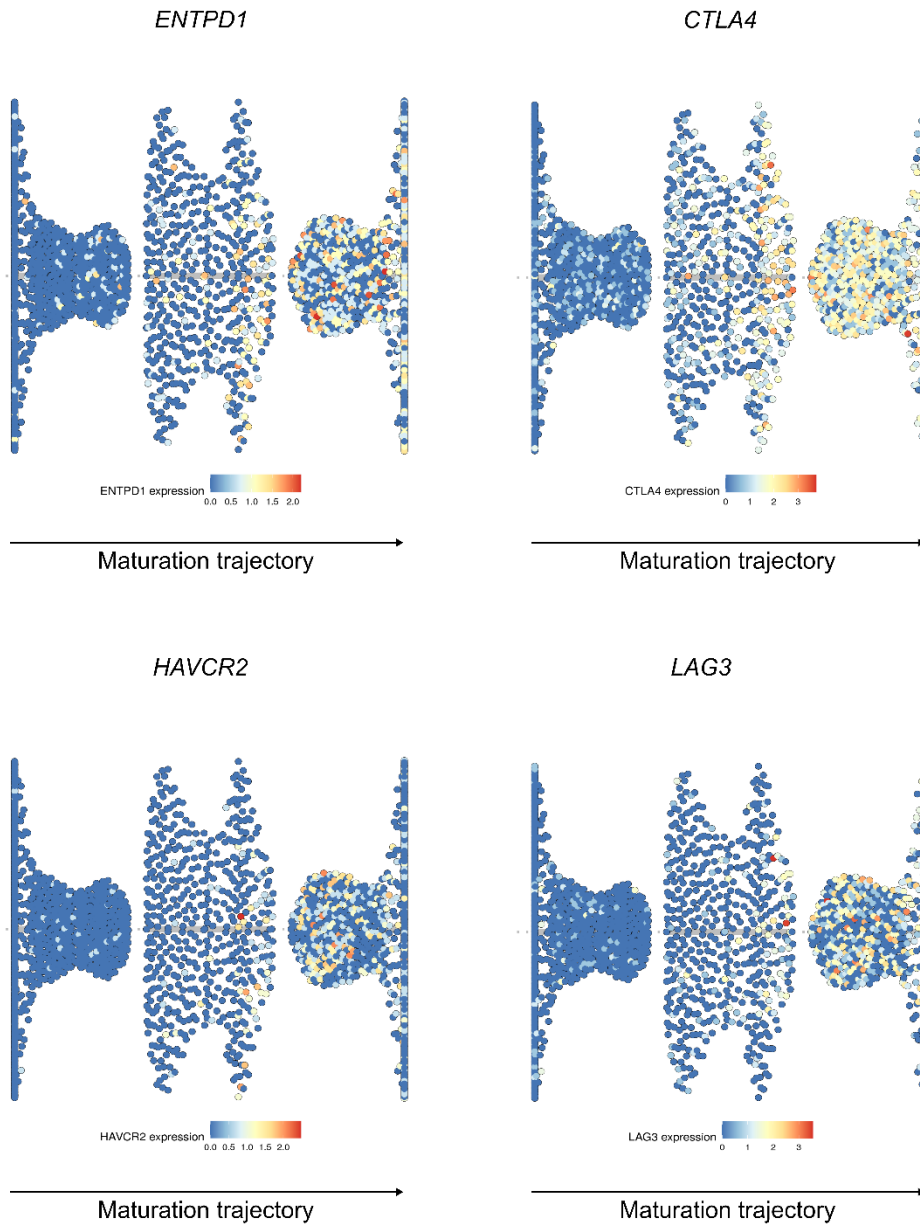 ENTPD1
CTLA4
ENTPD1 expression
0.0 0.5 1.0 1.5 2.0
CTLA4 expression
0 1 2 3
Maturation trajectory
Maturation trajectory
HAVCR2
LAG3
HAVCR2 expression
0.0 0.5 1.0 1.5 2.0
LAG3 expression
0 1 2 3
Maturation trajectory
Maturation trajectory